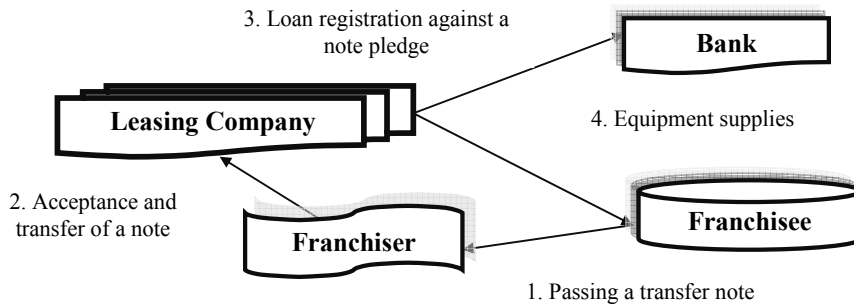 3. Loan registration against a
note pledge
Bank
Leasing Company
4. Equipment supplies
2. Acceptance and
transfer of a note
Franchiser
Franchisee
1. Passing a transfer note